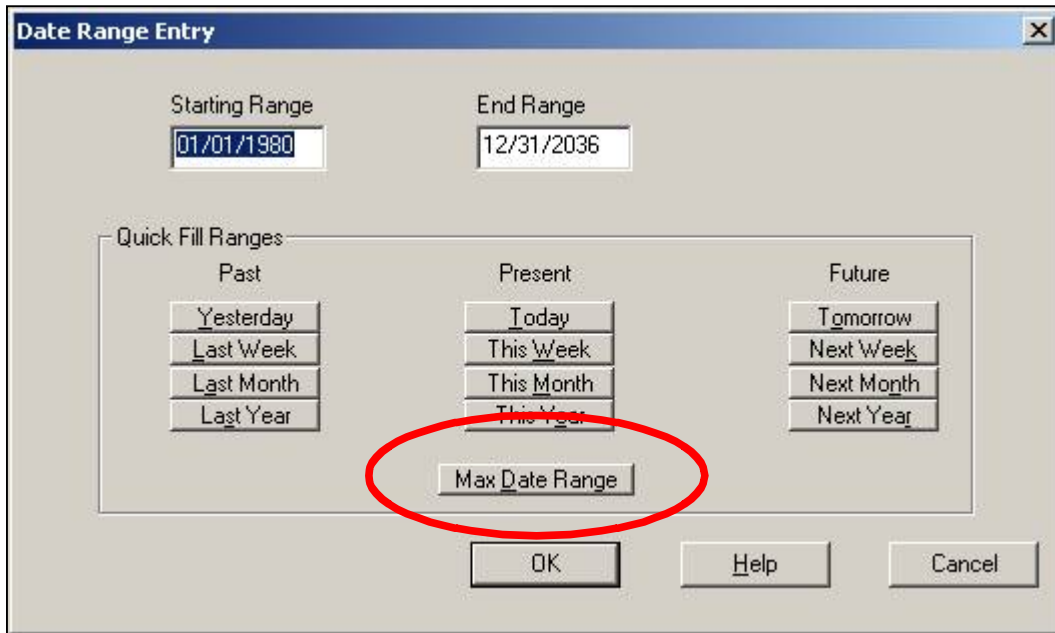 Date Range Entry
Starting Range End Range
01/01/1980 12/31/2036
Quick Fill Ranges
Past Present Future
Yesterday Today Tomorrow
Last Week This Week Next Week
Last Month This Month Next Month
Last Year This Year Next Year
Max Date Range
OK Help Cancel